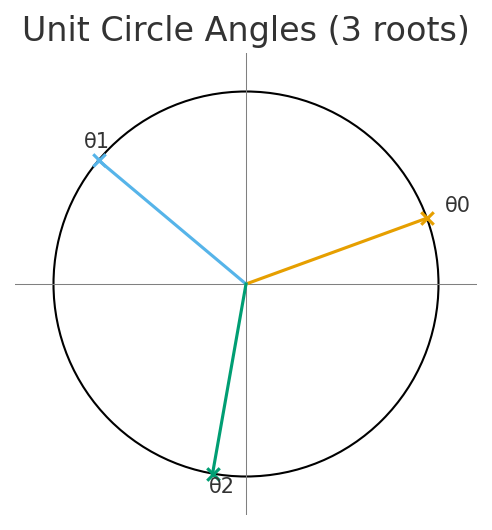 Unit Circle Angles (3 roots)
θ1
θ0
θ2